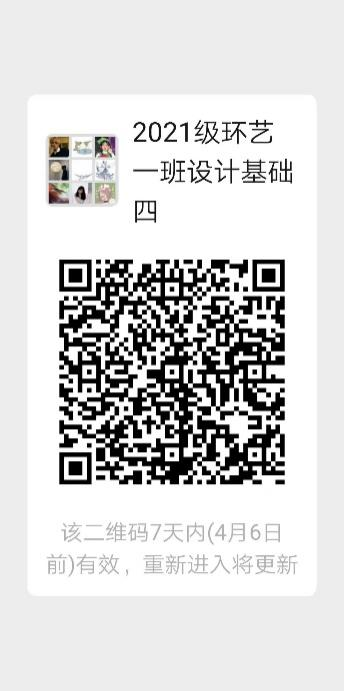 2021级环艺
一班设计基础
四
该二维码7天内(4月6日
前)有效，重新进入将更新